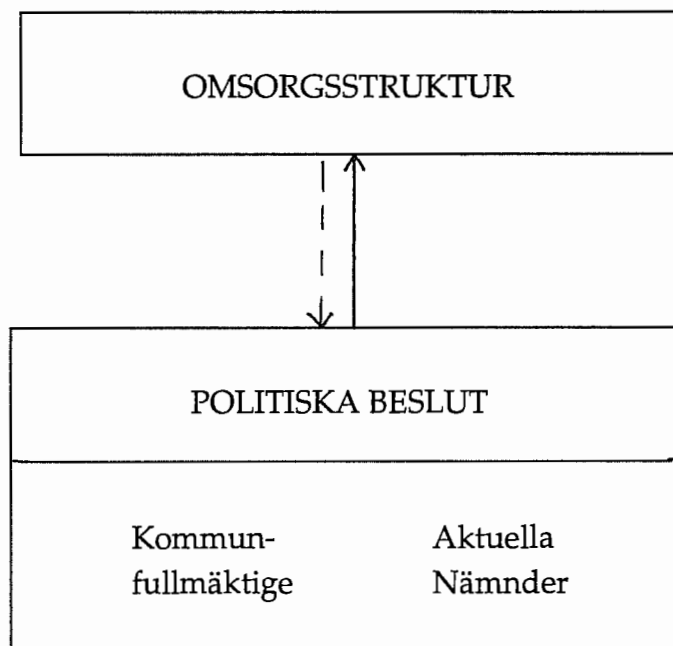 OMSORGSSTRUKTUR
POLITISKA BESLUT
Kommun-
fullmäktige
Aktuella
Nämnder